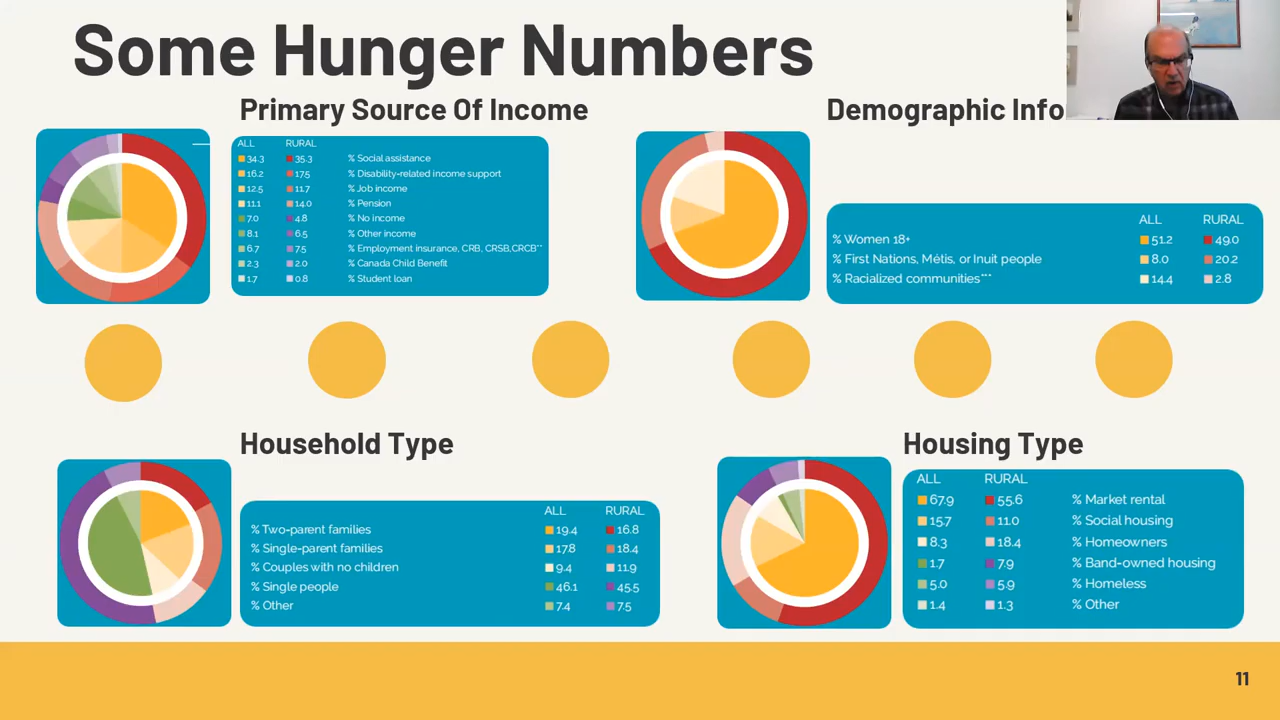 Some Hunger Numbers
Primary Source Of Income
ALL RURAL
34.3 35.3 % Social assistance
16.2 17.5 % Disability-related income support
12.5 11.7 % Job income
11.1 14.0 % Pension
7.0 4.8 % No income
8.1 6.5 % Other income
6.7 7.5 % Employment insurance, CRB, CRSB,CRCB**
2.3 2.0 % Canada Child Benefit
1.7 0.8 % Student loan
Demographic Info
ALL RURAL
% Women 18+ 51.2 49.0
% First Nations, Métis, or Inuit people 8.0 20.2
% Racialized communities*** 14.4 2.8
Household Type
ALL RURAL
% Two-parent families 19.4 16.8
% Single-parent families 17.8 18.4
% Couples with no children 9.4 11.9
% Single people 46.1 45.5
% Other 7.4 7.5
Housing Type
ALL RURAL
67.9 55.6 % Market rental
15.7 11.0 % Social housing
8.3 18.4 % Homeowners
1.7 7.9 % Band-owned housing
5.0 5.9 % Homeless
1.4 1.3 % Other
11